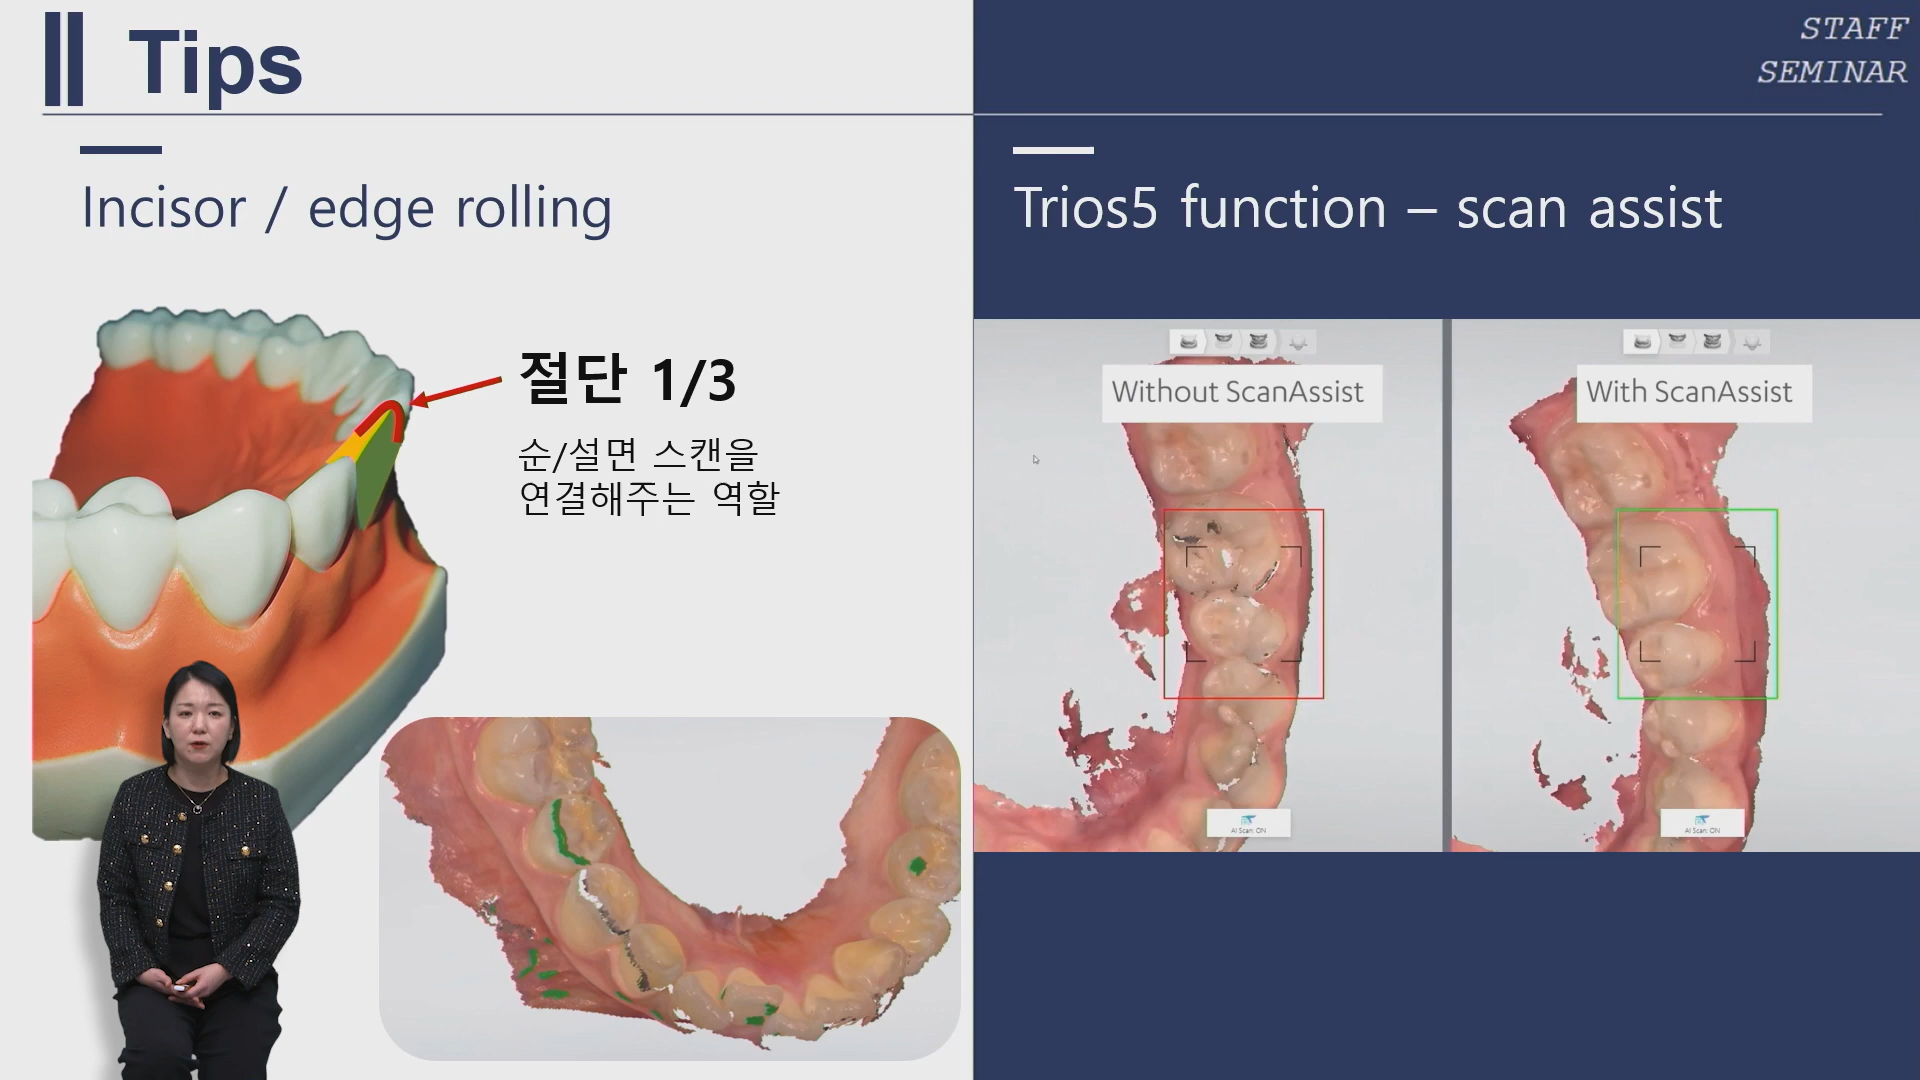 Tips
STAFF
SEMINAR
Incisor / edge rolling
절단 1/3
순/설면 스캔을
연결해주는 역할
Trios5 function – scan assist
Without ScanAssist
With ScanAssist
AI Scan: ON
AI Scan: ON